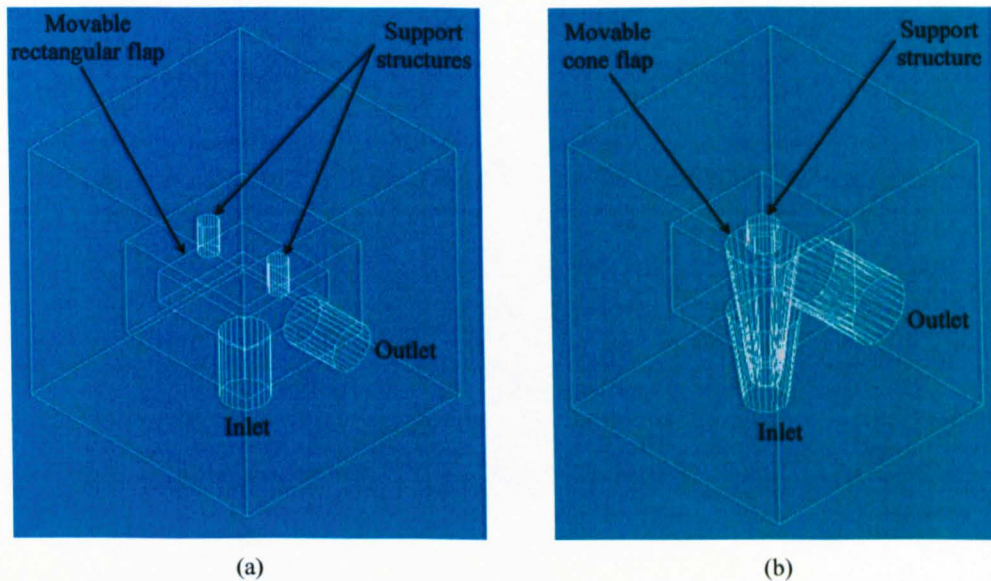 Movable
rectangular flap
Support
structures
Outlet
Inlet
(a)
Movable
cone flap
Support
structure
Outlet
Inlet
(b)